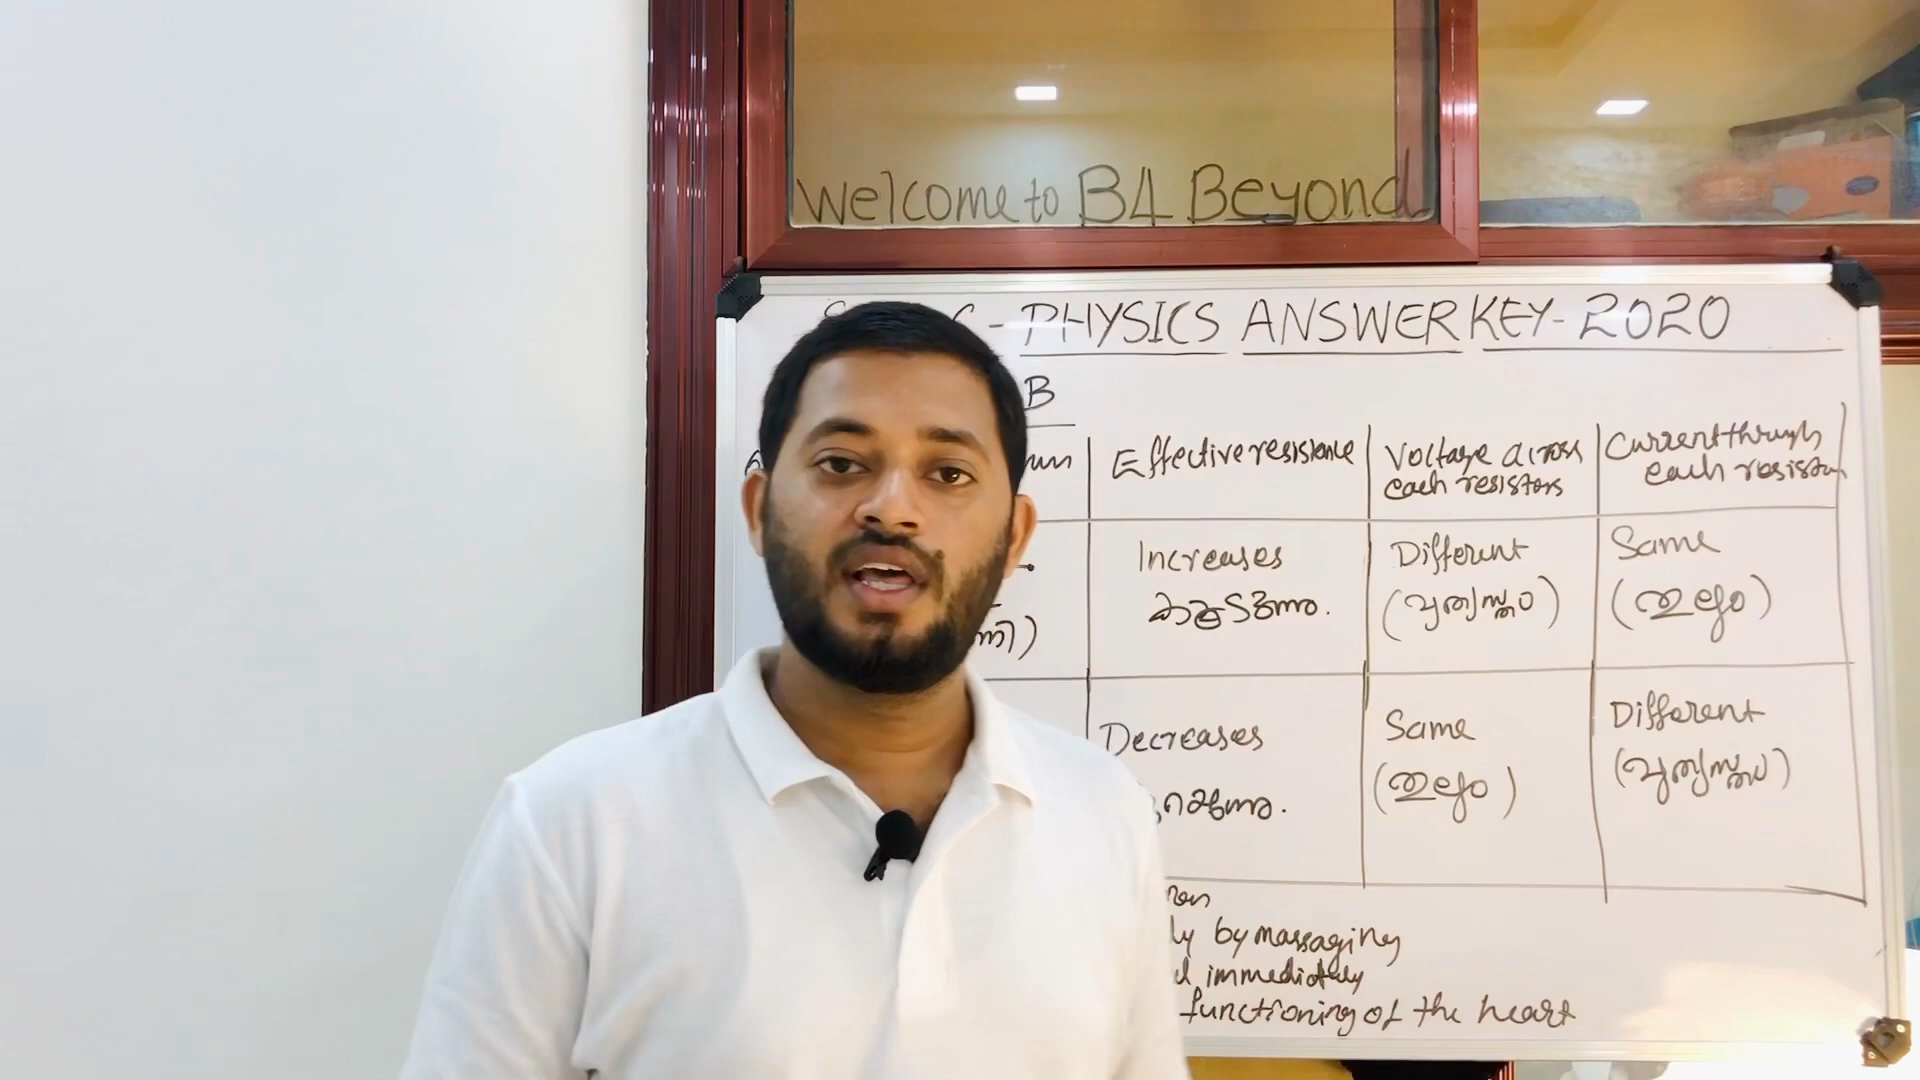 Welcome to B4 Beyond
- PHYSICS ANSWER KEY - 2020
B
Effective resistance
Voltage across
each resistors
Current through
each resistor
Increases
കൂടുന്നു.
Different
(വ്യത്യസ്തം)
Same
(തുല്യം)
Decreases
Same
(തുല്യം)
Different
(വ്യത്യസ്തം)
by massaging
immediately
functioning of the heart